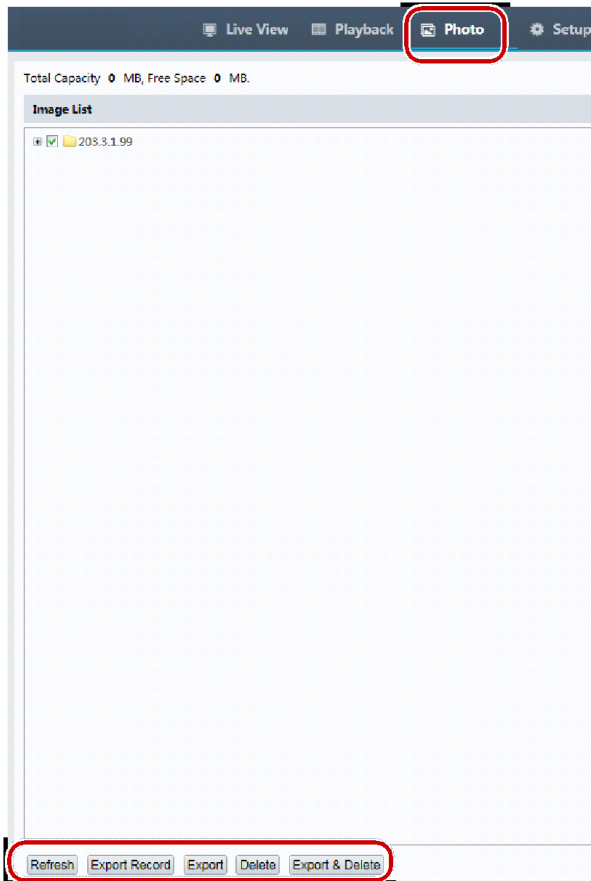 Live View Playback Photo Setup
Total Capacity 0 MB, Free Space 0 MB.
Image List
203.3.1.99
Refresh Export Record Export Delete Export & Delete